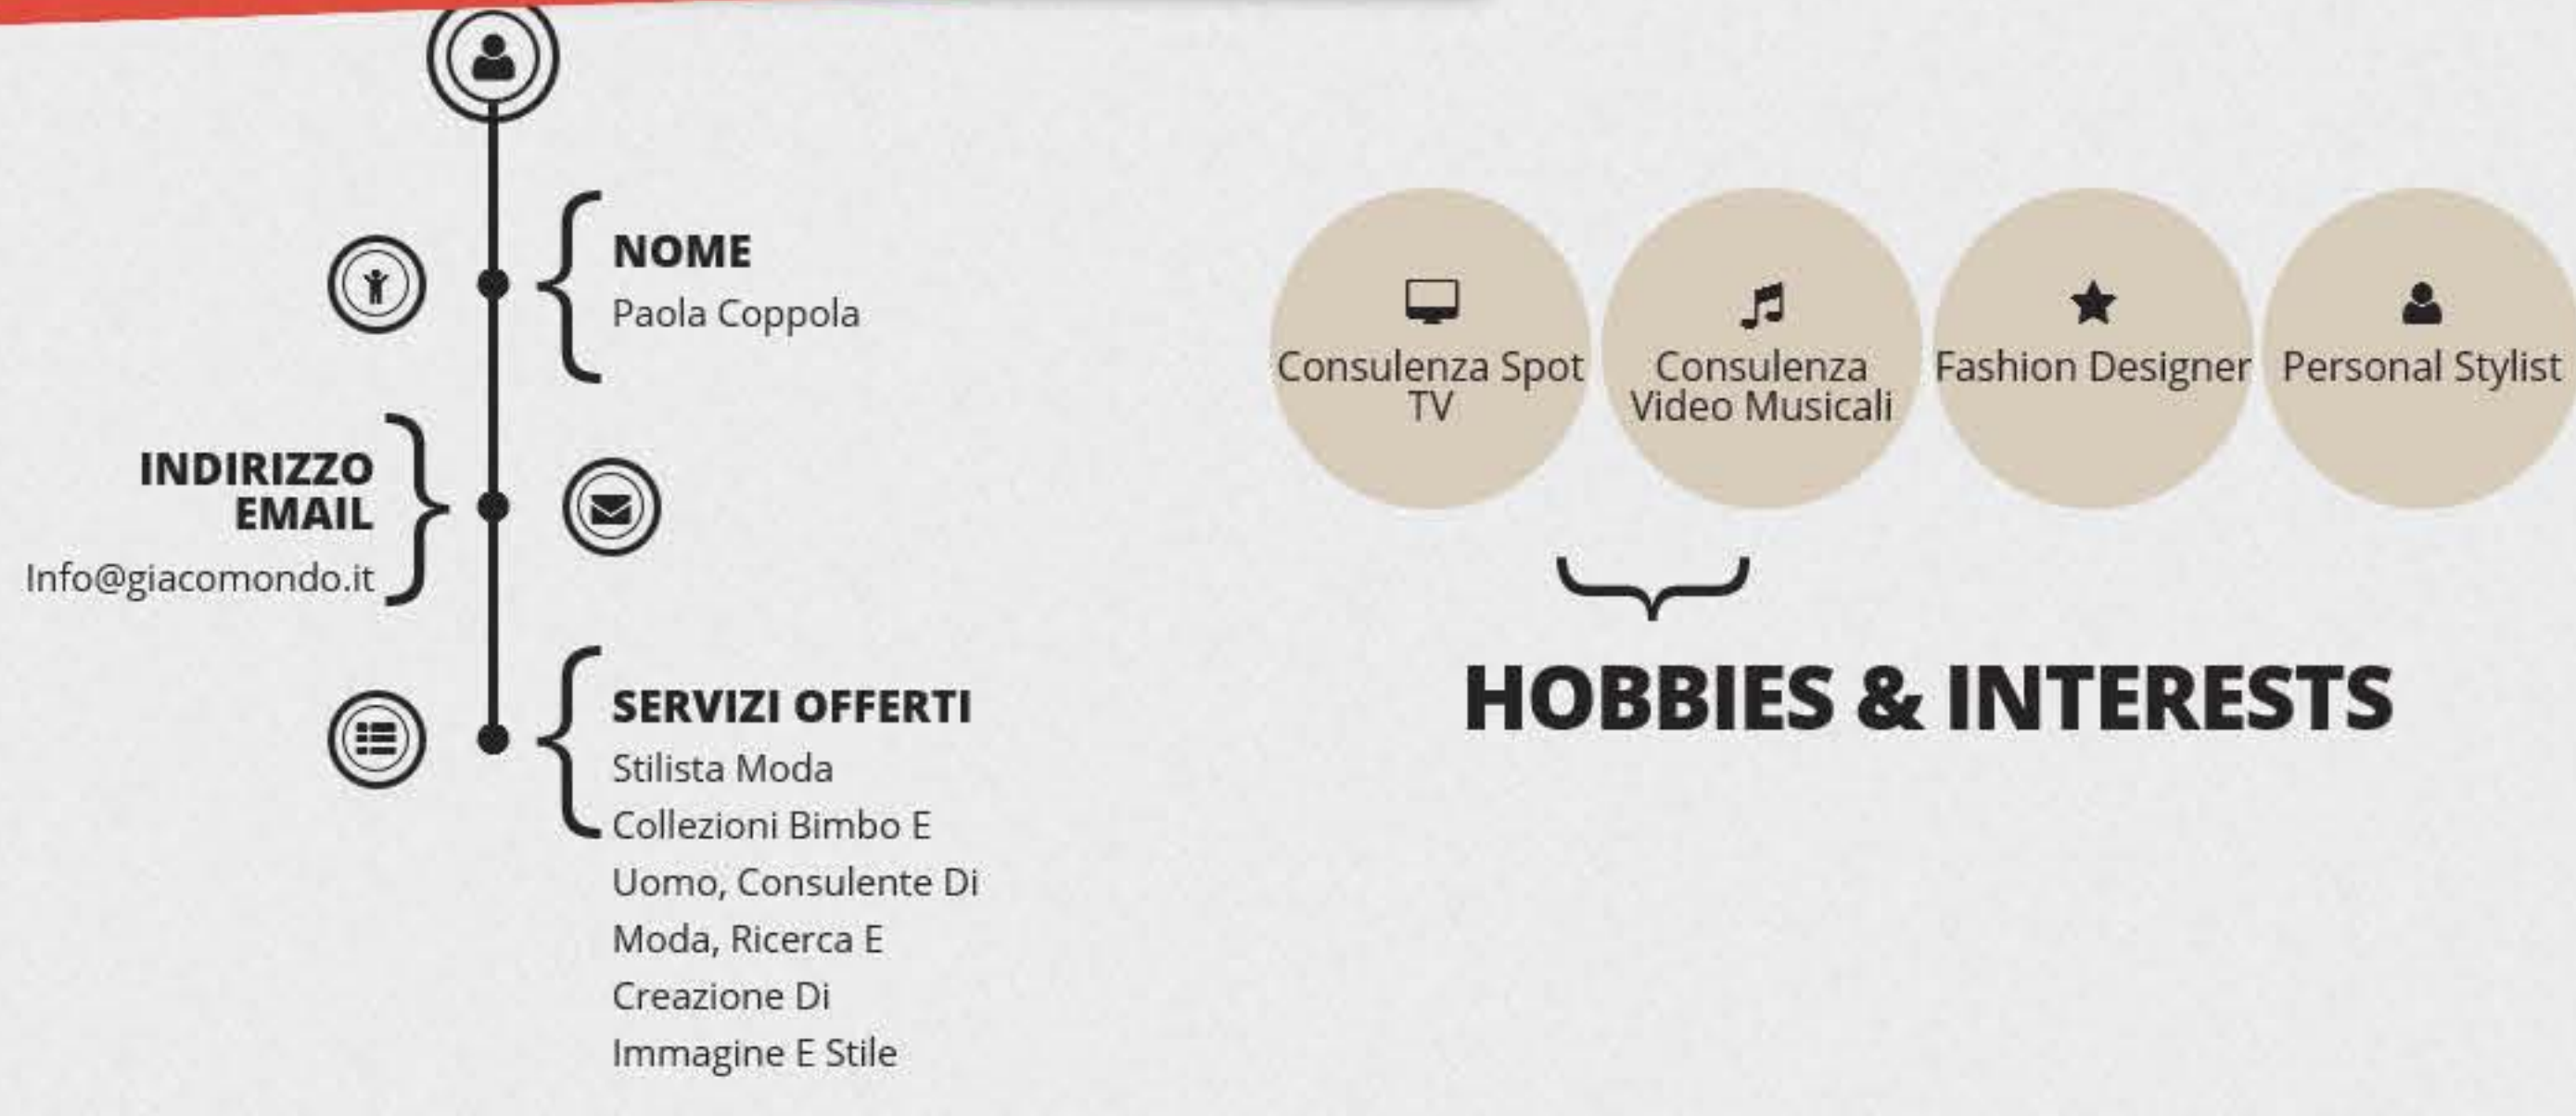 NOME
Paola Coppola
INDIRIZZO
EMAIL
Info@giacomondo.it
SERVIZI OFFERTI
Stilista Moda
Collezioni Bimbo E
Uomo, Consulente Di
Moda, Ricerca E
Creazione Di
Immagine E Stile
Consulenza Spot
TV
Consulenza
Video Musicali
Fashion Designer
Personal Stylist
HOBBIES & INTERESTS